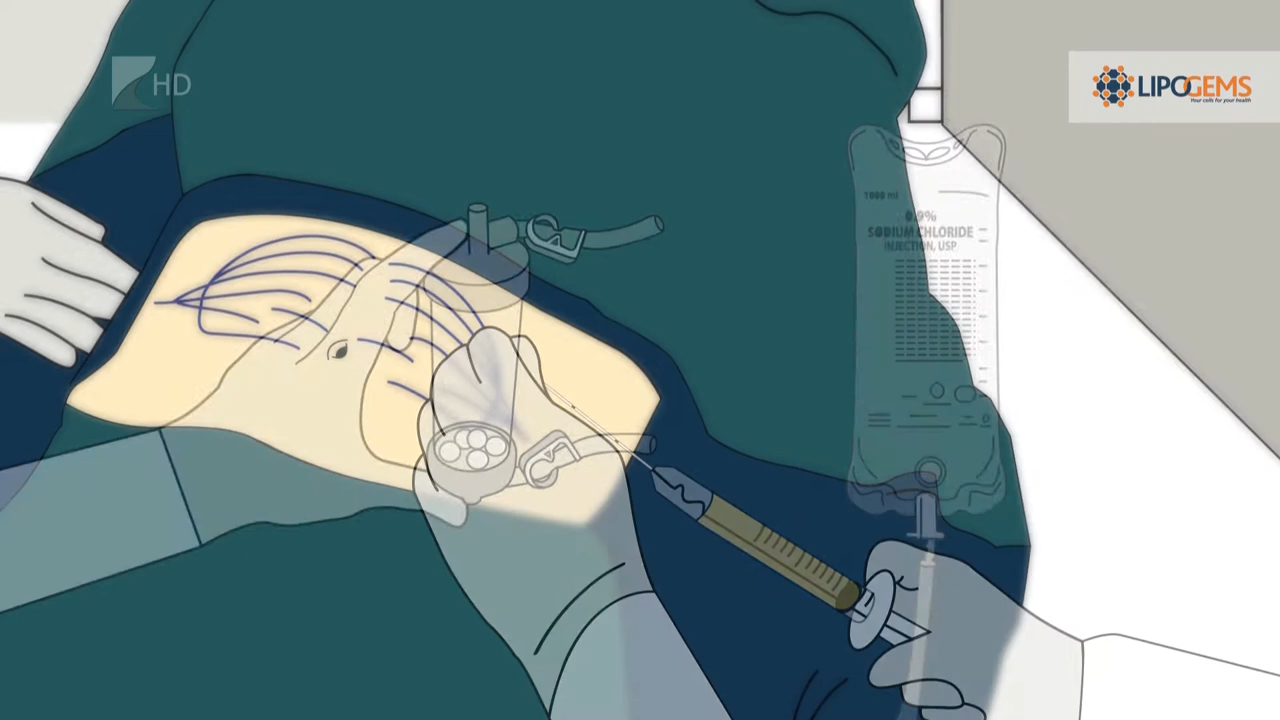 HD
LIPOGEMS
Your cells for your health
1000 ml
0.9%
SODIUM CHLORIDE
INJECTION, USP